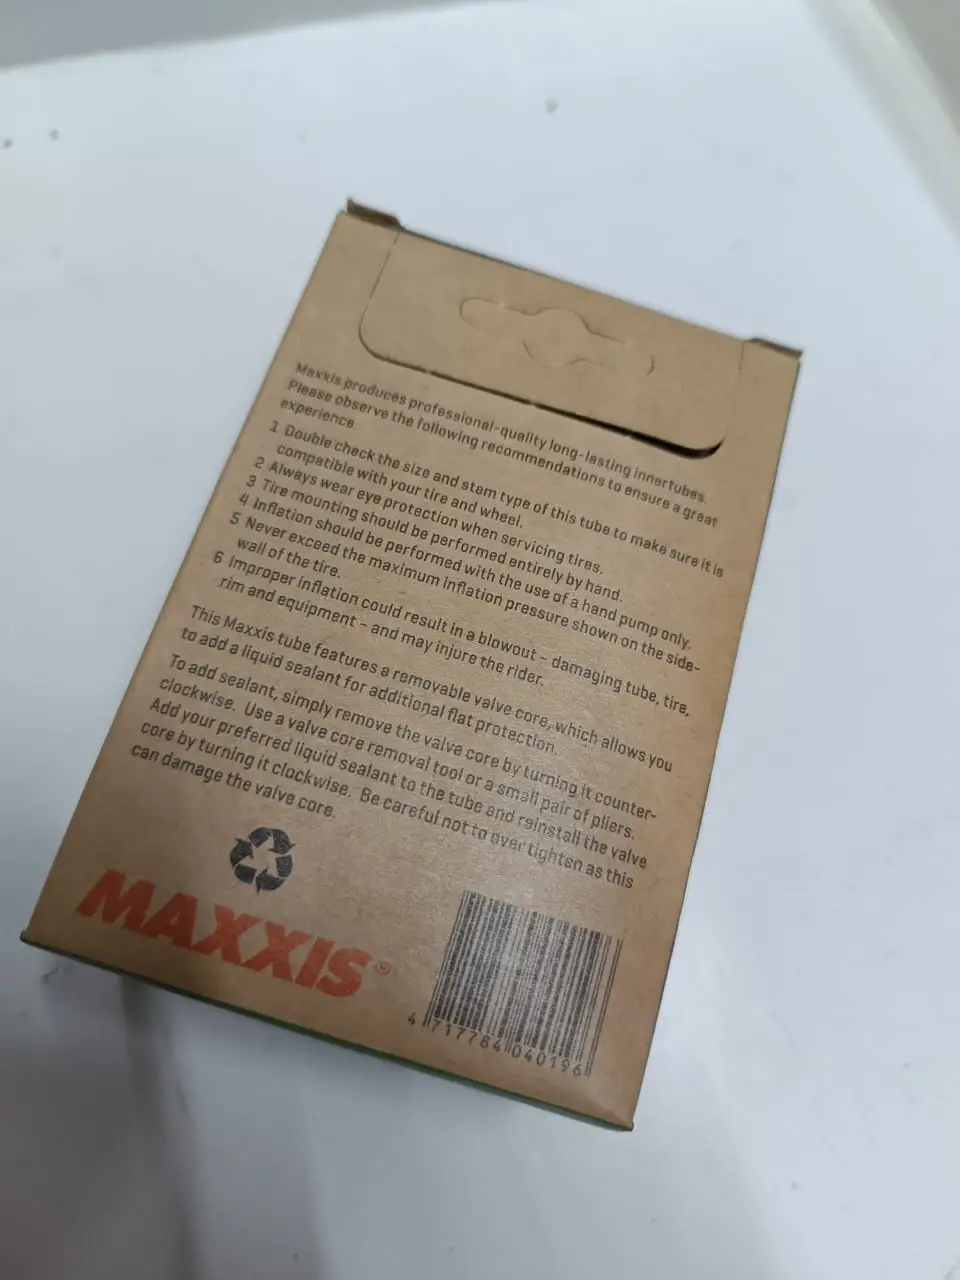 Maxxis produces professional-quality long-lasting innertubes.
Please observe the following recommendations to ensure a great
experience.
1 Double check the size and stem type of this tube to make sure it is
compatible with your tire and wheel.
2 Always wear eye protection when servicing tires.
3 Tire mounting should be performed entirely by hand.
4 Inflation should be performed with the use of a hand pump only.
5 Never exceed the maximum inflation pressure shown on the side-
wall of the tire.
6 Improper inflation could result in a blowout – damaging tube, tire,
rim and equipment – and may injure the rider.
This Maxxis tube features a removable valve core, which allows you
to add a liquid sealant for additional flat protection.
To add sealant, simply remove the valve core by turning it counter-
clockwise. Use a valve core removal tool or a small pair of pliers.
Add your preferred liquid sealant to the tube and reinstall the valve
core by turning it clockwise. Be careful not to over tighten as this
can damage the valve core.
MAXXIS®
4 717784 040196